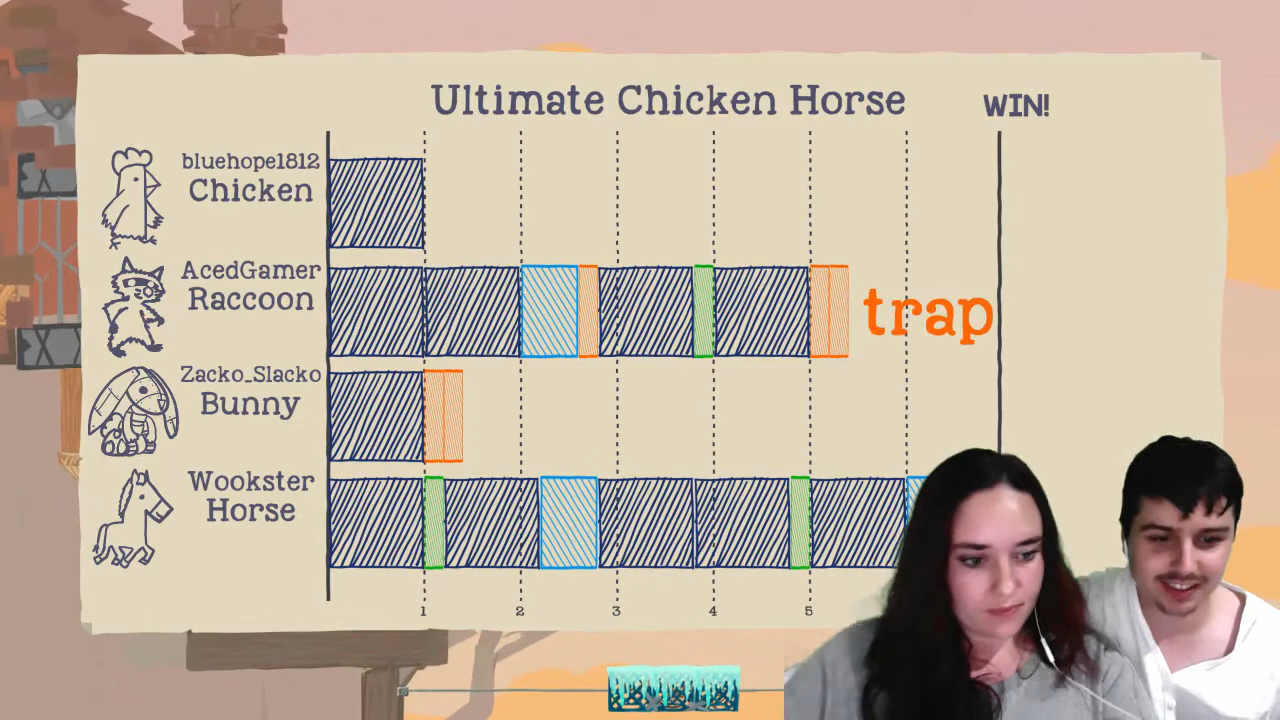 Ultimate Chicken Horse
WIN!
bluehope1812
Chicken
AcedGamer
Raccoon
trap
Zacko_Slacko
Bunny
Wookster
Horse
1 2 3 4 5